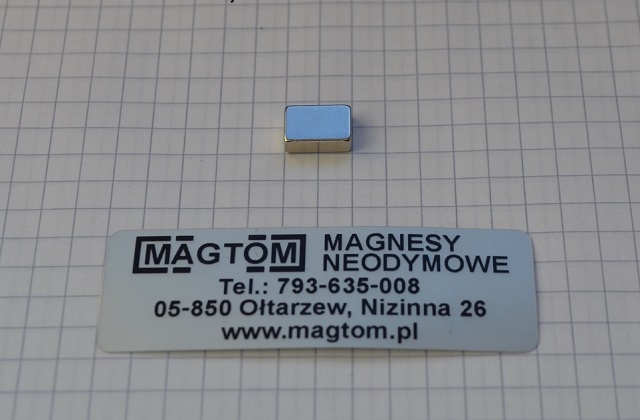 MAGTOM MAGNESY
NEODYMOWE
Tel.: 793-635-008
05-850 Ołtarzew, Nizinna 26
www.magtom.pl